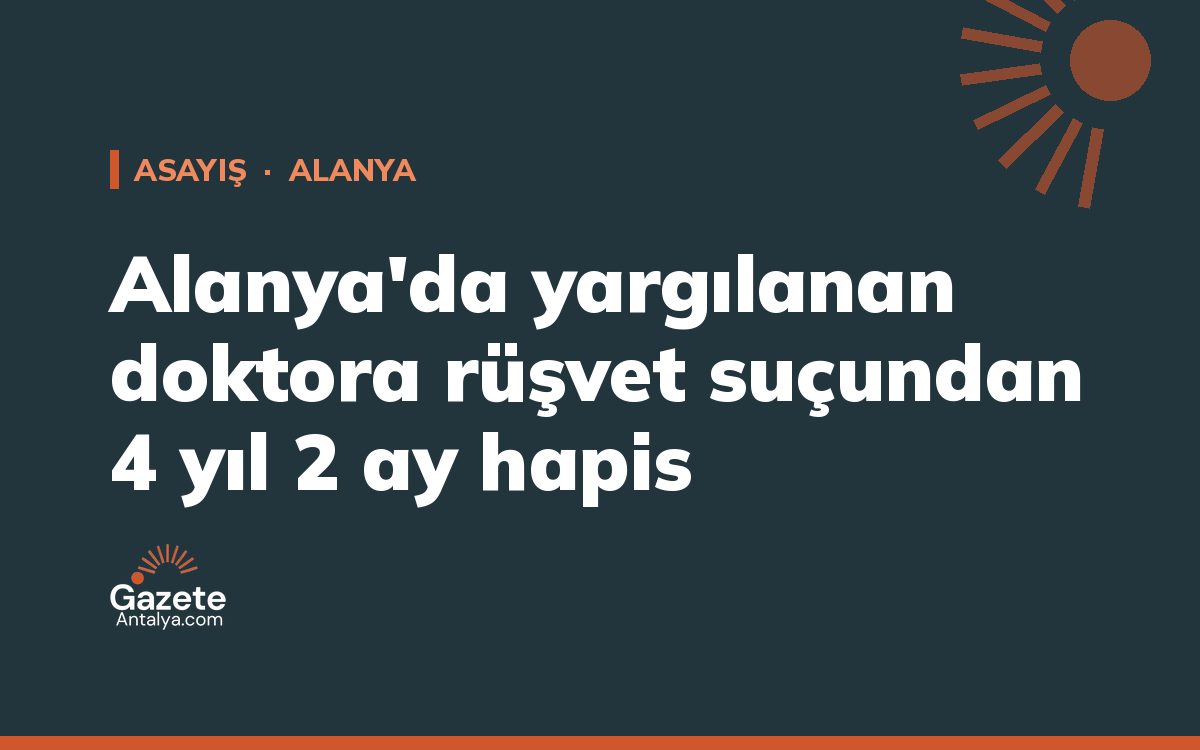 ASAYIŞ · ALANYA
Alanya'da yargılanan
doktora rüşvet suçundan
4 yıl 2 ay hapis
Gazete
Antalya.com